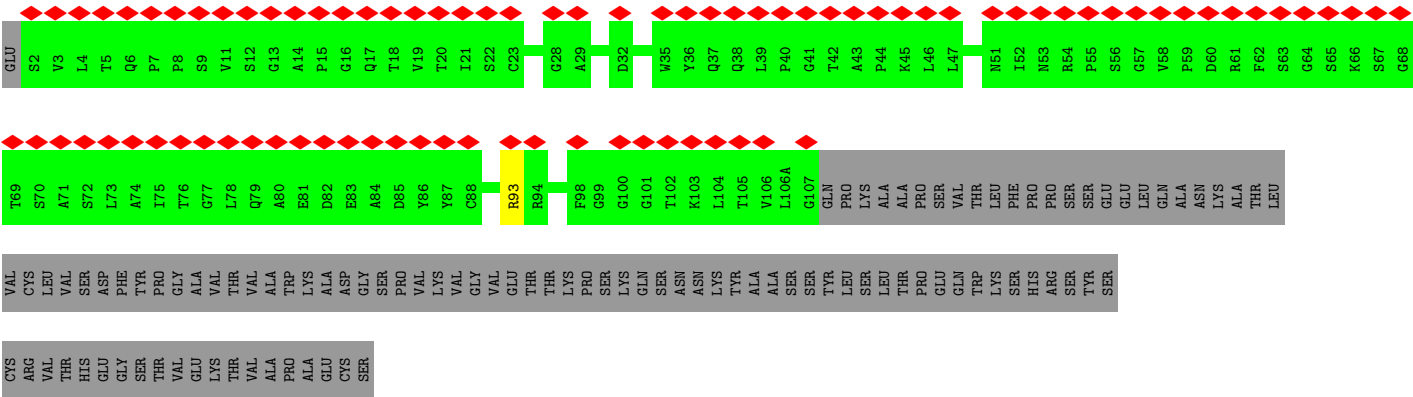 GLU S2 V3 L4 T5 Q6 P7 P8 S9 V11 S12 G13 A14 P15 G16 Q17 T18 V19 T20 I21 S22 C23 G28 A29 D32 W35 Y36 Q37 Q38 L39 P40 G41 T42 A43 P44 K45 L46 L47 N51 I52 N53 R54 P55 S56 G57 V58 P59 D60 R61 F62 S63 G64 S65 K66 S67 G68
T69 S70 A71 S72 L73 A74 I75 T76 G77 L78 Q79 A80 E81 D82 E83 A84 D85 Y86 Y87 C88 R93 R94 F98 G99 G100 G101 T102 K103 L104 T105 V106 L106A G107 GLN PRO LYS ALA ALA PRO SER VAL THR LEU PHE PRO PRO SER SER GLU GLU LEU GLN ALA ASN LYS ALA THR LEU
VAL CYS LEU VAL SER ASP PHE TYR PRO GLY ALA VAL THR VAL ALA TRP LYS ALA ASP GLY SER PRO VAL LYS VAL GLY VAL GLU THR THR LYS PRO SER LYS GLN SER ASN ASN LYS TYR ALA ALA SER SER TYR LEU SER LEU THR PRO GLU GLN TRP LYS SER HIS ARG SER TYR SER
CYS ARG VAL THR HIS GLU GLY SER THR VAL GLU LYS THR VAL ALA PRO ALA GLU CYS SER